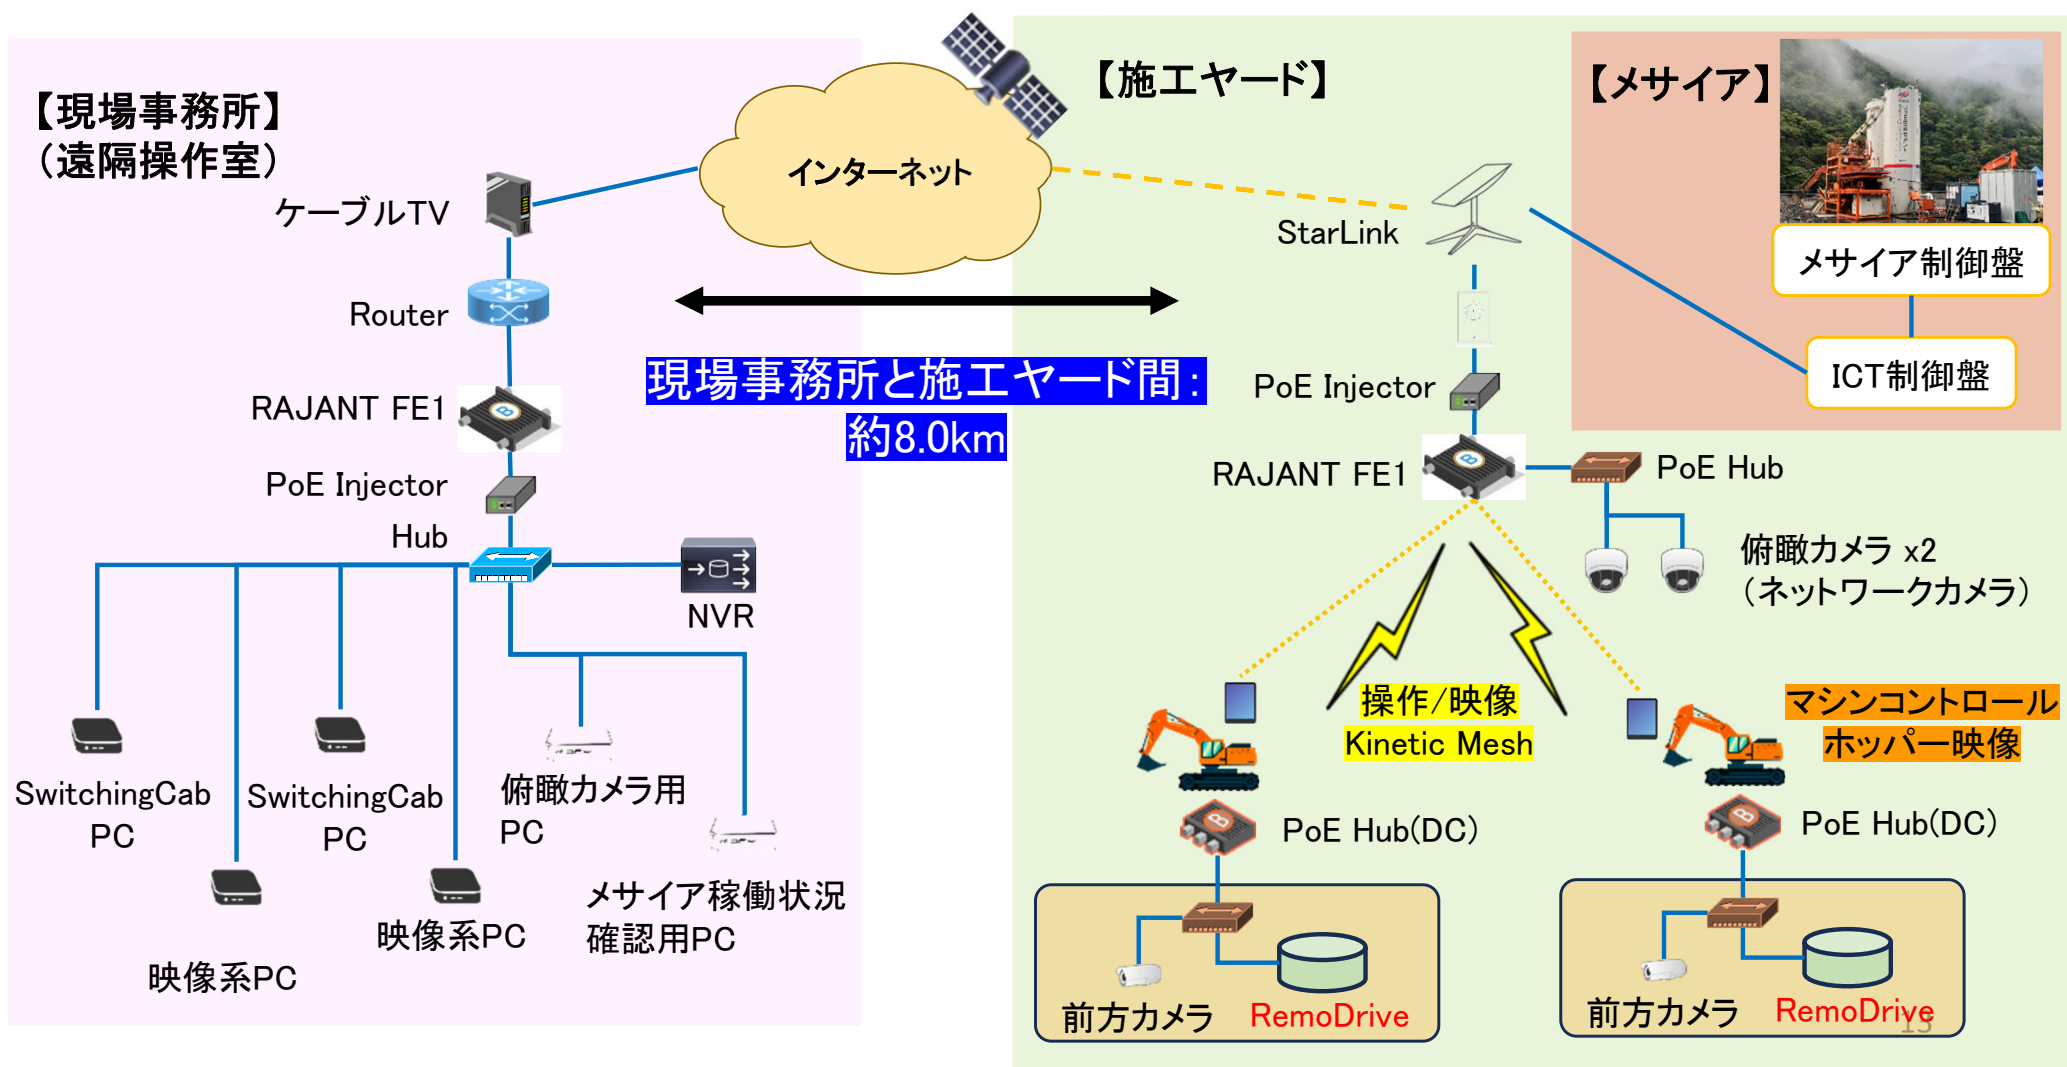 【現場事務所】
（遠隔操作室）
ケーブルTV
Router
RAJANT FE1
PoE Injector
Hub
NVR
SwitchingCab
PC
SwitchingCab
PC
俯瞰カメラ用
PC
映像系PC
映像系PC
メサイア稼働状況
確認用PC
インターネット
現場事務所と施工ヤード間：
約8.0km
【施工ヤード】
StarLink
PoE Injector
RAJANT FE1
PoE Hub
俯瞰カメラ x2
（ネットワークカメラ）
【メサイア】
メサイア制御盤
ICT制御盤
操作/映像
Kinetic Mesh
マシンコントロール
ホッパー映像
PoE Hub(DC)
PoE Hub(DC)
前方カメラ
RemoDrive
前方カメラ
RemoDrive
13